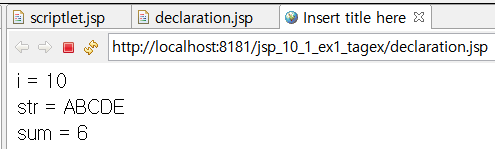 scriptlet.jsp declaration.jsp Insert title here
http://localhost:8181/jsp_10_1_ex1_tagex/declaration.jsp
i = 10
str = ABCDE
sum = 6